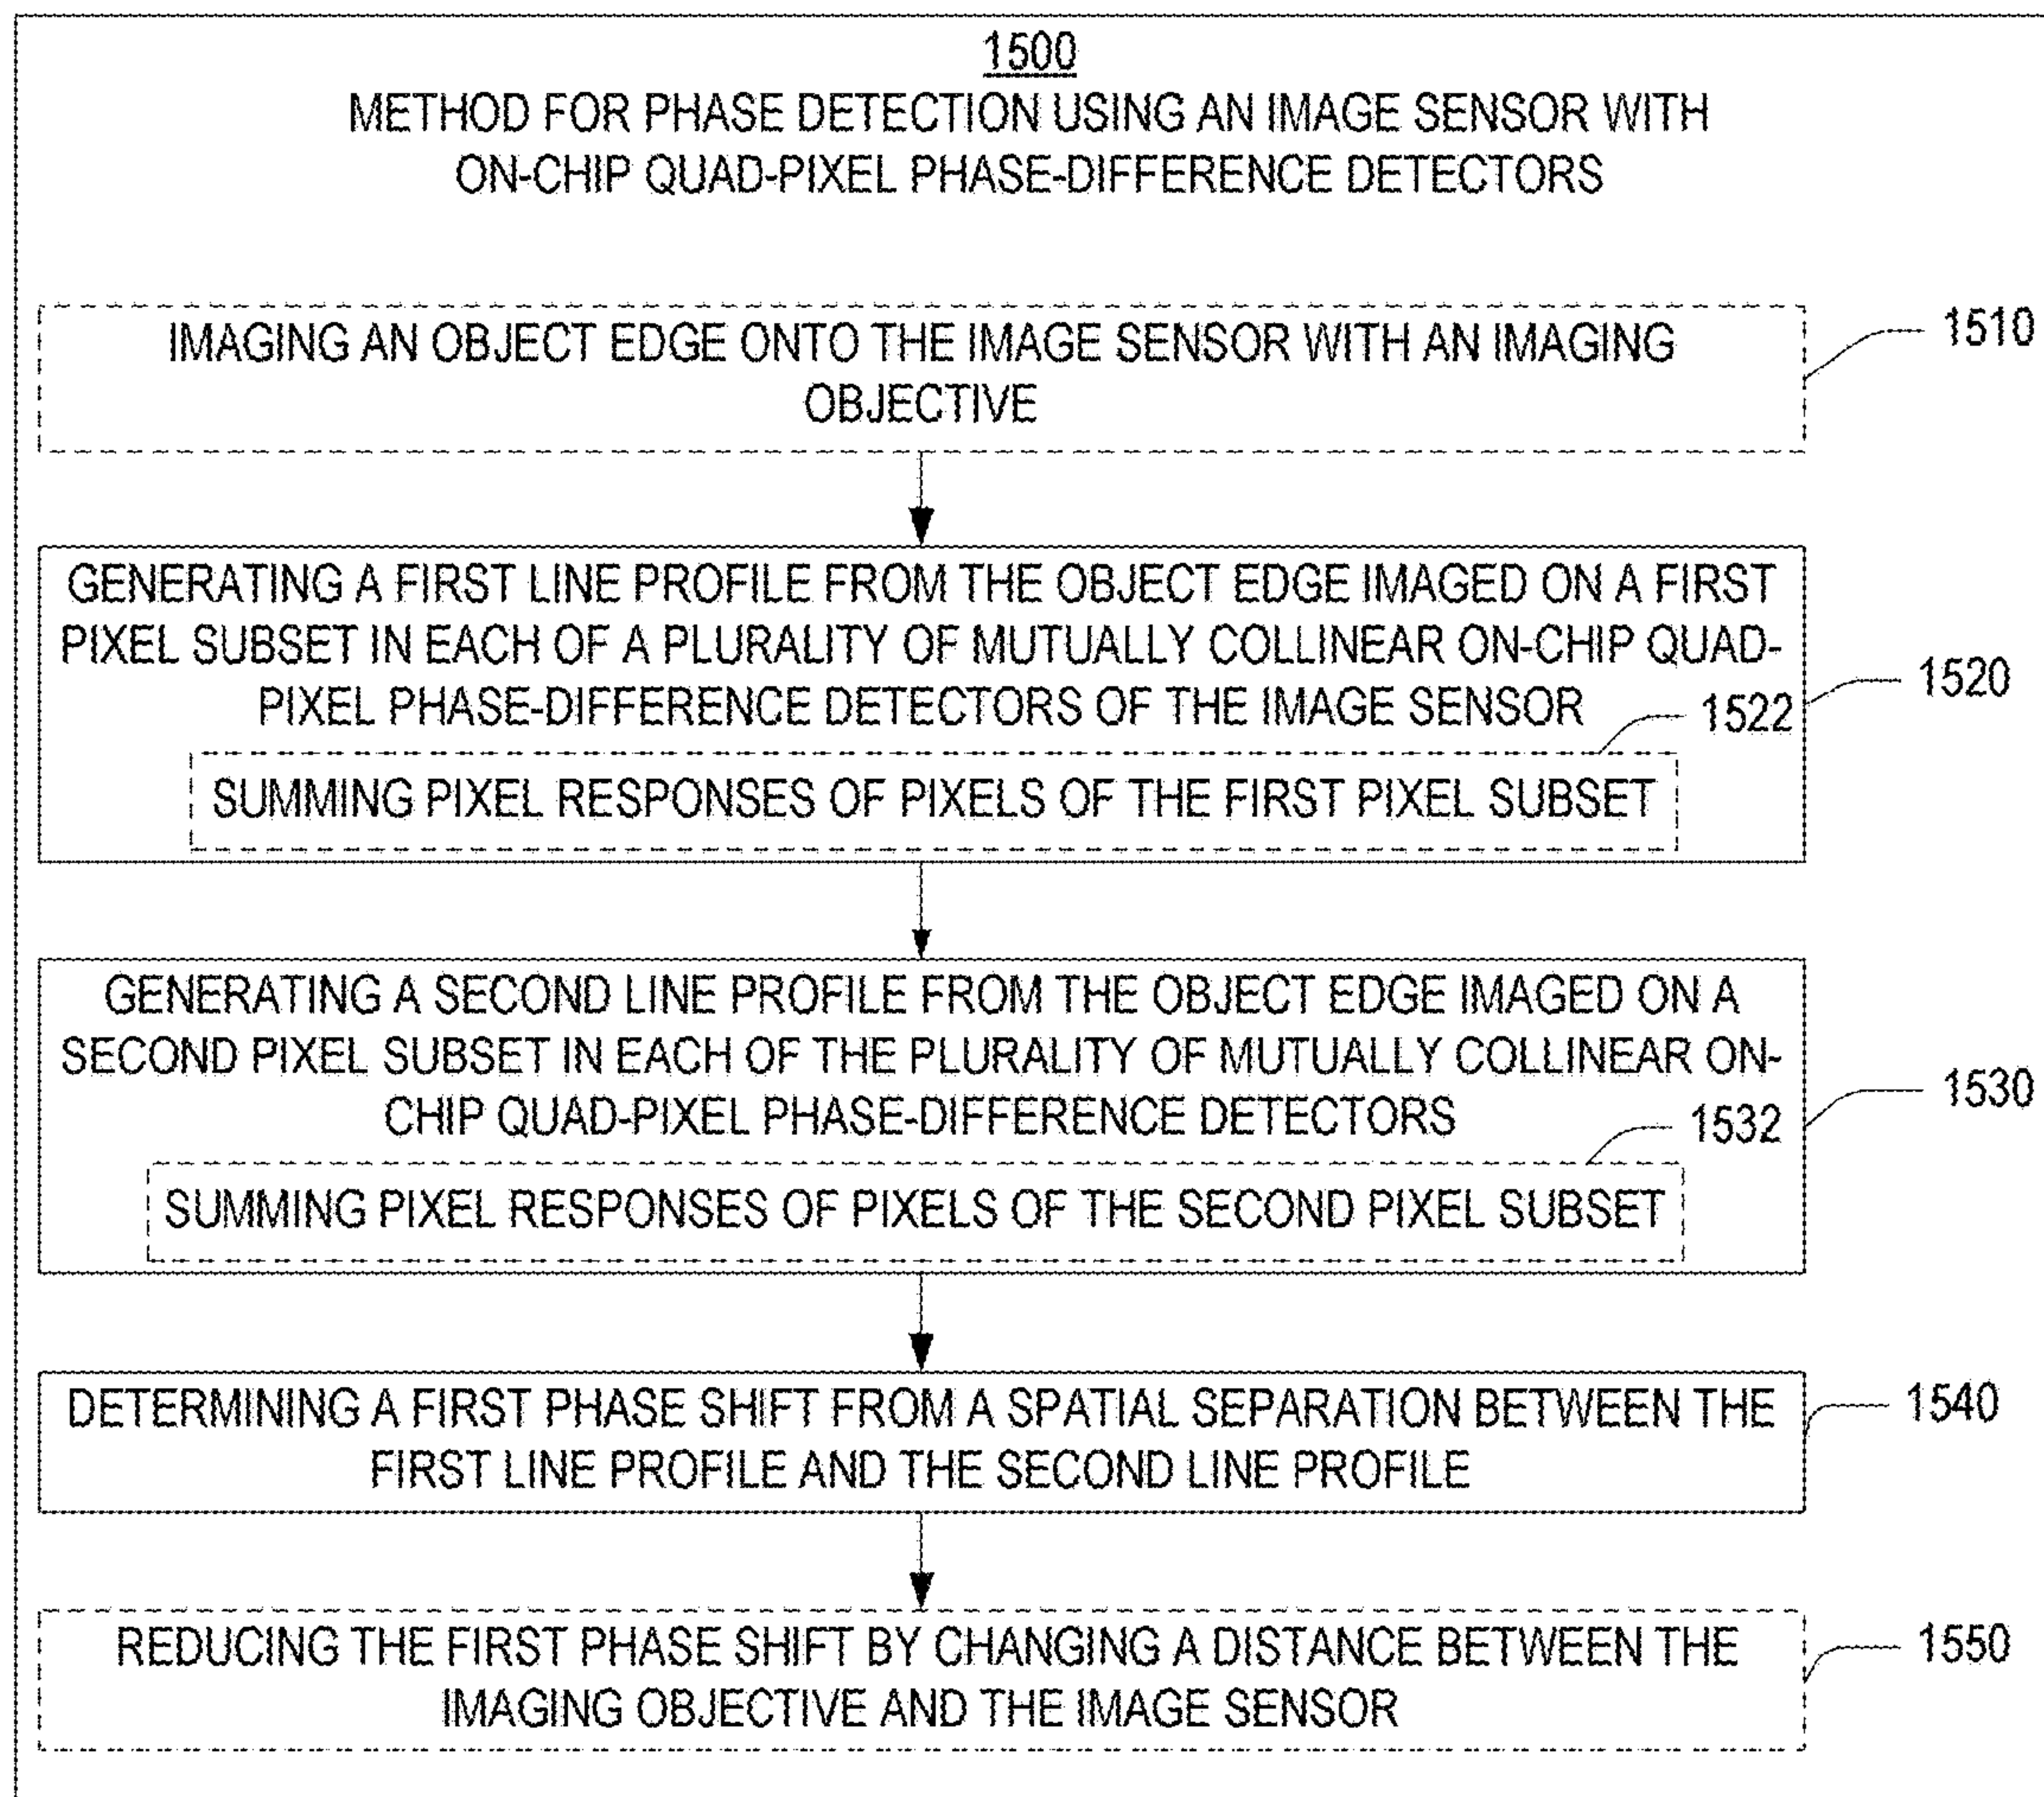 1500
METHOD FOR PHASE DETECTION USING AN IMAGE SENSOR WITH
ON-CHIP QUAD-PIXEL PHASE-DIFFERENCE DETECTORS
IMAGING AN OBJECT EDGE ONTO THE IMAGE SENSOR WITH AN IMAGING
OBJECTIVE
1510
GENERATING A FIRST LINE PROFILE FROM THE OBJECT EDGE IMAGED ON A FIRST
PIXEL SUBSET IN EACH OF A PLURALITY OF MUTUALLY COLLINEAR ON-CHIP QUAD-
PIXEL PHASE-DIFFERENCE DETECTORS OF THE IMAGE SENSOR
1520
1522
SUMMING PIXEL RESPONSES OF PIXELS OF THE FIRST PIXEL SUBSET
GENERATING A SECOND LINE PROFILE FROM THE OBJECT EDGE IMAGED ON A
SECOND PIXEL SUBSET IN EACH OF THE PLURALITY OF MUTUALLY COLLINEAR ON-
CHIP QUAD-PIXEL PHASE-DIFFERENCE DETECTORS
1530
1532
SUMMING PIXEL RESPONSES OF PIXELS OF THE SECOND PIXEL SUBSET
DETERMINING A FIRST PHASE SHIFT FROM A SPATIAL SEPARATION BETWEEN THE
FIRST LINE PROFILE AND THE SECOND LINE PROFILE
1540
REDUCING THE FIRST PHASE SHIFT BY CHANGING A DISTANCE BETWEEN THE
IMAGING OBJECTIVE AND THE IMAGE SENSOR
1550